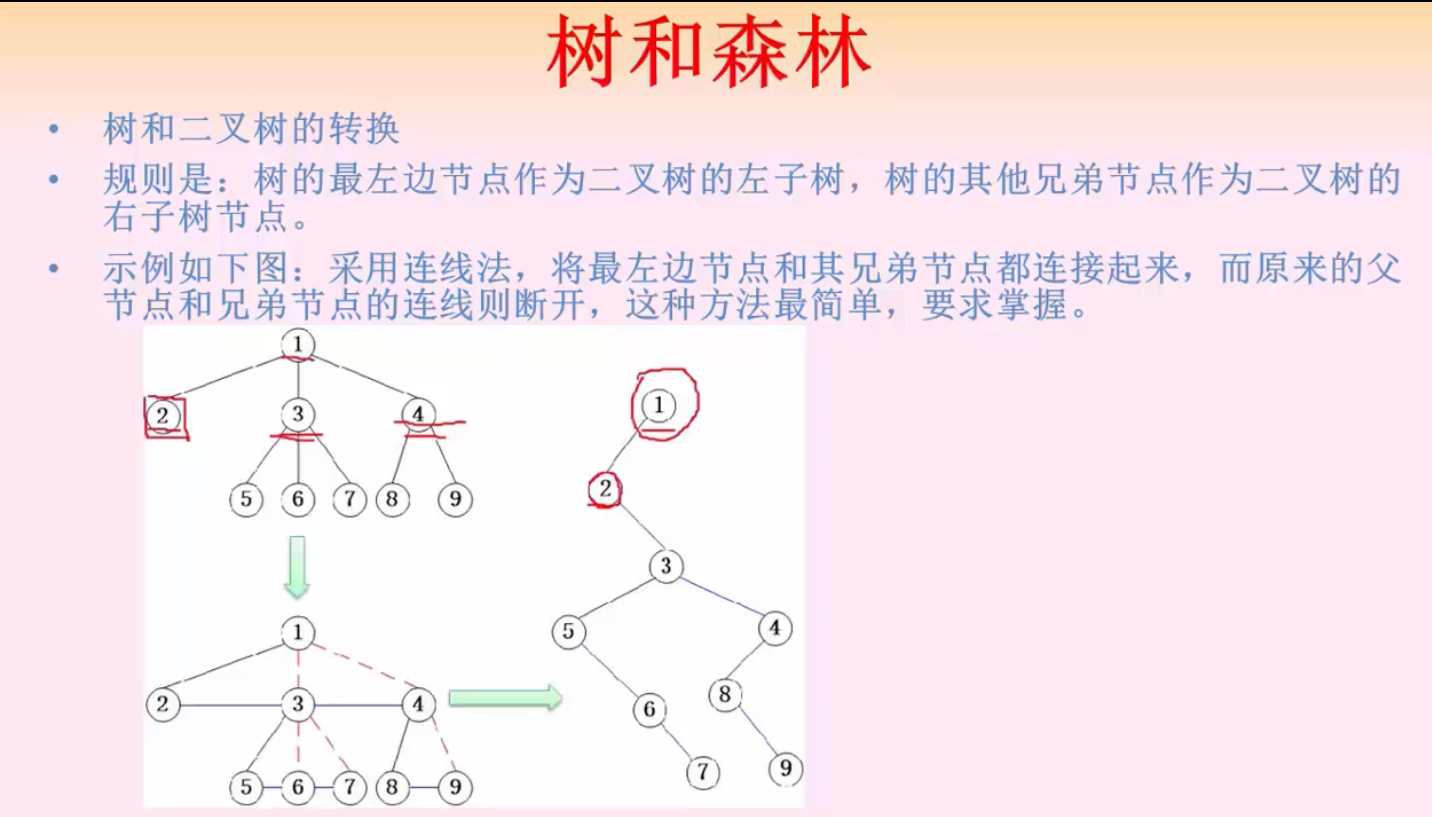 树和森林
• 树和二叉树的转换
• 规则是：树的最左边节点作为二叉树的左子树，树的其他兄弟节点作为二叉树的
右子树节点。
• 示例如下图：采用连线法，将最左边节点和其兄弟节点都连接起来，而原来的父
节点和兄弟节点的连线则断开，这种方法最简单，要求掌握。
1
2 3 4
5 6 7 8 9
1
2 3 4
5 6 7 8 9
1
2
3
5 4
6 8
7 9